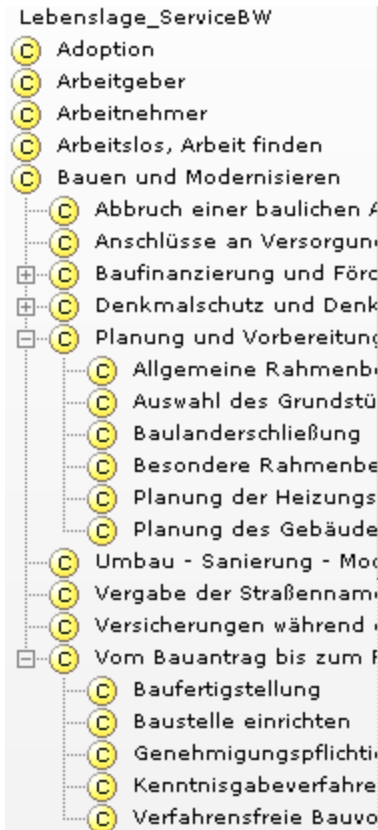 Lebenslage_ServiceBW
C Adoption
C Arbeitgeber
C Arbeitnehmer
C Arbeitslos, Arbeit finden
C Bauen und Modernisieren
C Abbruch einer baulichen
C Anschlüsse an Versorgun
C Baufinanzierung und Förd
C Denkmalschutz und Denk
C Planung und Vorbereitung
C Allgemeine Rahmenb
C Auswahl des Grundstü
C Baulanderschließung
C Besondere Rahmenbe
C Planung der Heizungs
C Planung des Gebäude
C Umbau - Sanierung - Mod
C Vergabe der Straßennam
C Versicherungen während
C Vom Bauantrag bis zum
C Baufertigstellung
C Baustelle einrichten
C Genehmigungspflichti
C Kenntnisgabeverfahre
C Verfahrensfreie Bauvo